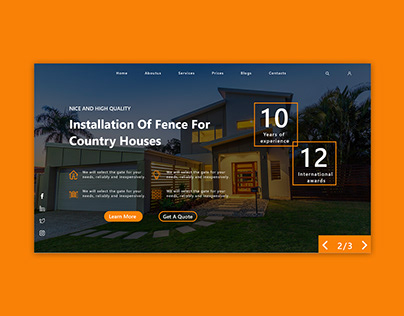 Home Aboutus Services Prices Blogs Contacts
NICE AND HIGH QUALITY
Installation Of Fence For
Country Houses
10
Years of
experience
12
International
awards
We will select the gate for your
needs, reliably and inexpensively
We will select the gate for your
needs, reliably and inexpensively
We will select the gate for your
needs, reliably and inexpensively
We will select the gate for your
needs, reliably and inexpensively
Learn More
Get A Quote
2/3